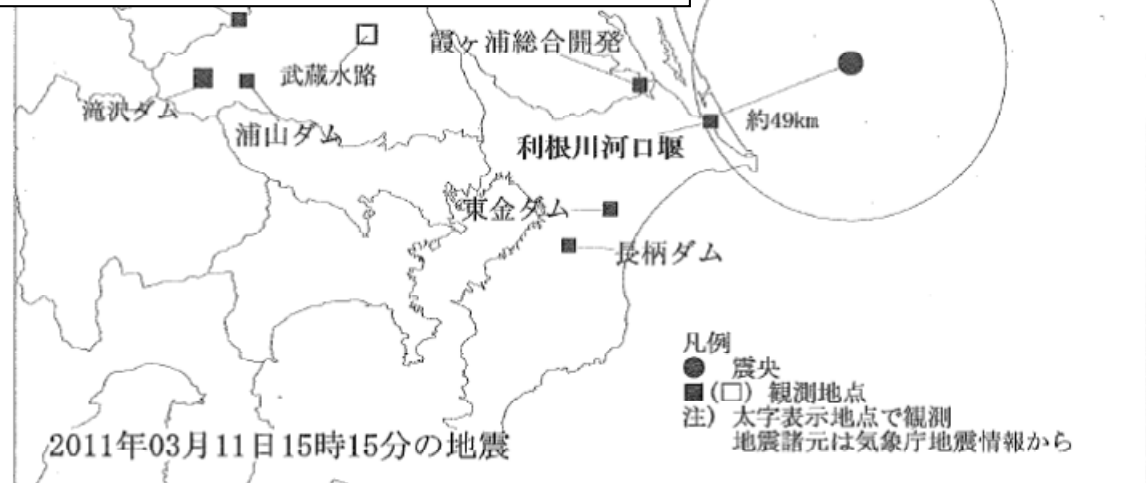 霞ヶ浦総合開発
武蔵水路
滝沢ダム
浦山ダム
約49km
利根川河口堰
東金ダム
長柄ダム
凡例
● 震央
■(□) 観測地点
注) 太字表示地点で観測
地震諸元は気象庁地震情報から
2011年03月11日15時15分の地震